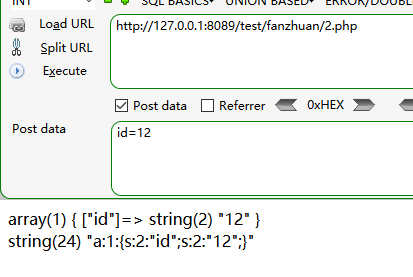 INT SQL BASICS UNION BASED ERROR/DOUBLE
Load URL
http://127.0.0.1:8089/test/fanzhuan/2.php
Split URL
Execute
Post data Referrer 0xHEX
Post data
id=12
array(1) { ["id"]=> string(2) "12" }
string(24) "a:1:{s:2:"id";s:2:"12";}"